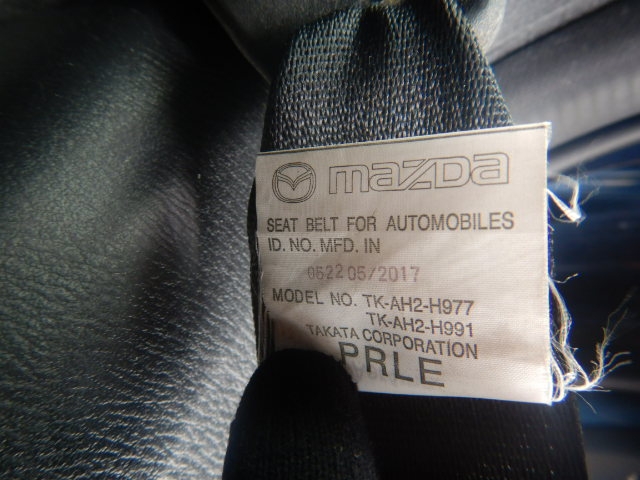 mazda
SEAT BELT FOR AUTOMOBILES
ID. NO. MFD. IN
0522 05/2017
MODEL NO. TK-AH2-H977
TK-AH2-H991
TAKATA CORPORATION
PRLE